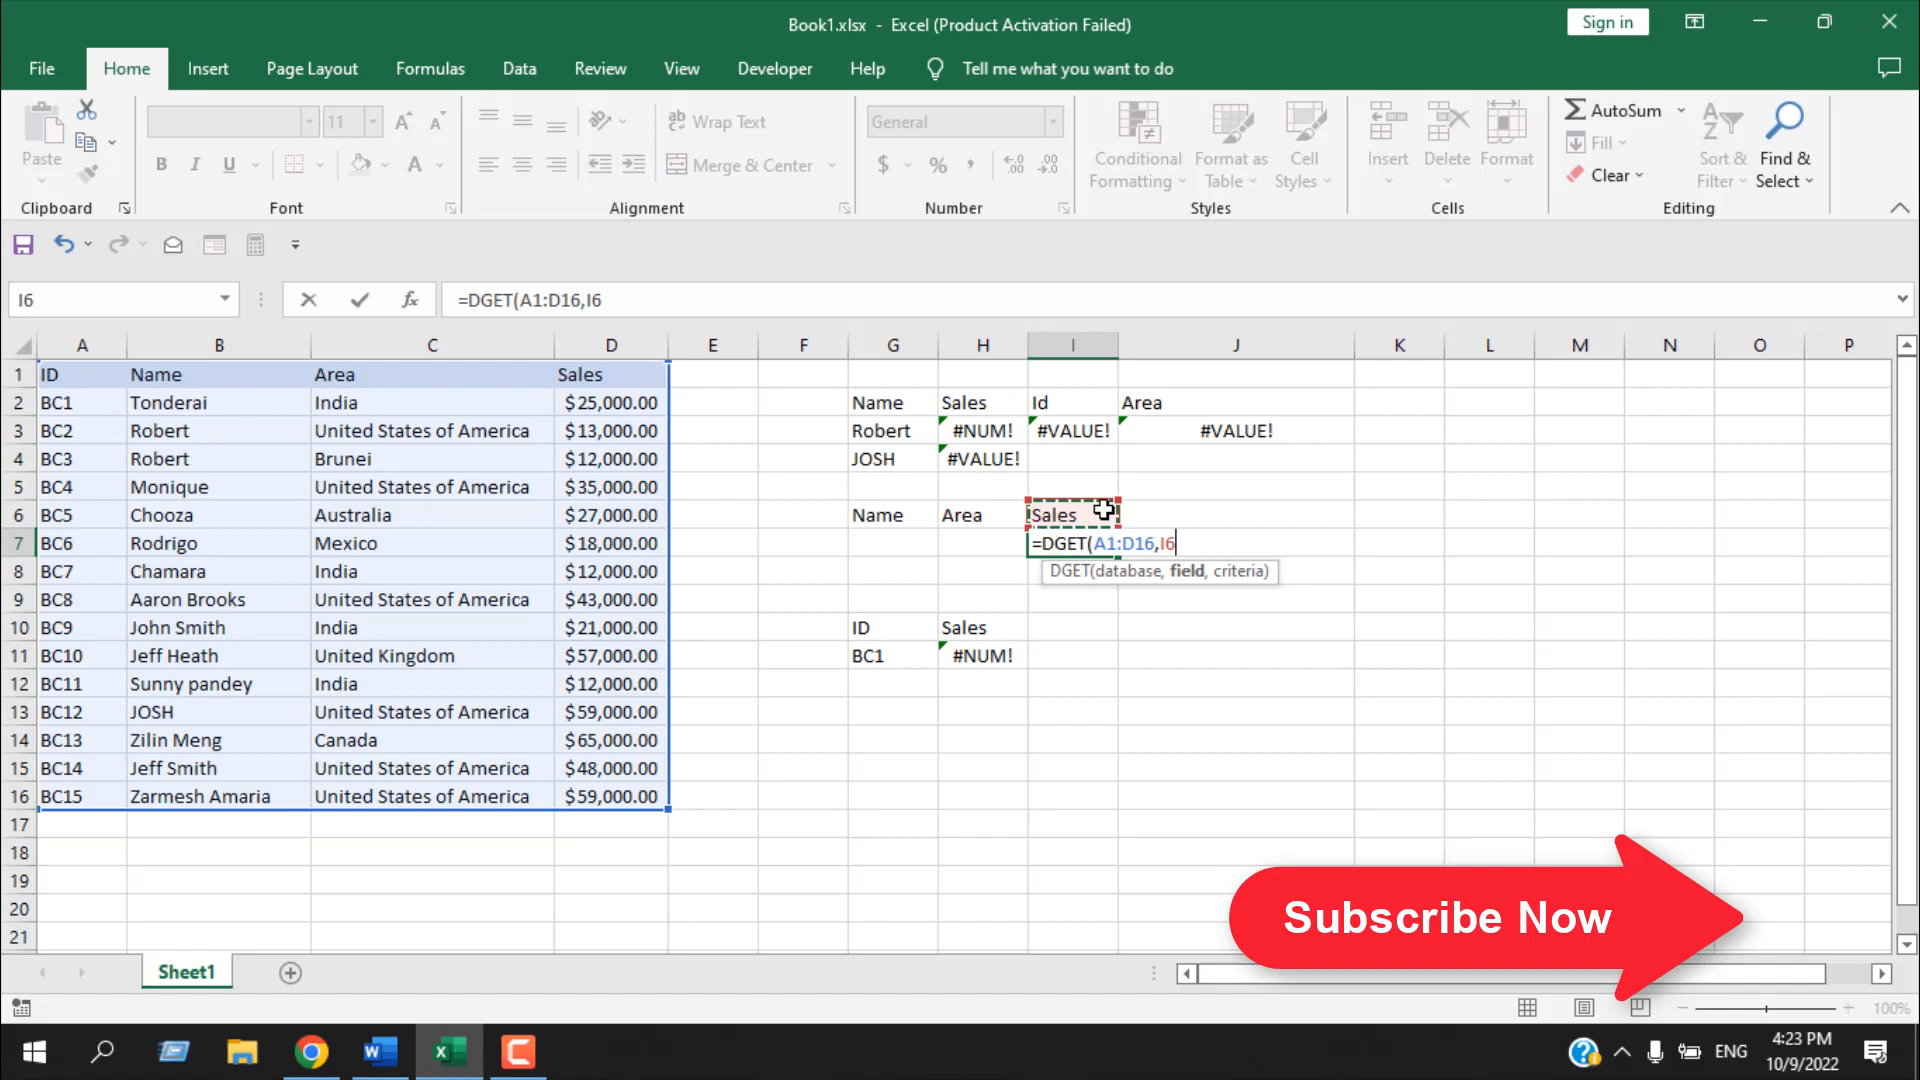 Book1.xlsx - Excel (Product Activation Failed)
Sign in
File Home Insert Page Layout Formulas Data Review View Developer Help Tell me what you want to do
Paste
Clipboard
11
B I U
A
Font
Wrap Text
Merge & Center
Alignment
General
$ % ,
Number
Conditional Formatting
Format as Table
Cell Styles
Styles
Insert Delete Format
Cells
AutoSum
Fill
Clear
Sort & Filter
Find & Select
Editing
I6 fx =DGET(A1:D16,I6
A B C D E F G H I J K L M N O P
1 ID Name Area Sales
2 BC1 Tonderai India $25,000.00 Name Sales Id Area
3 BC2 Robert United States of America $13,000.00 Robert #NUM! #VALUE! #VALUE!
4 BC3 Robert Brunei $12,000.00 JOSH #VALUE!
5 BC4 Monique United States of America $35,000.00
6 BC5 Chooza Australia $27,000.00 Name Area Sales
7 BC6 Rodrigo Mexico $18,000.00 =DGET(A1:D16,I6
8 BC7 Chamara India $12,000.00 DGET(database, field, criteria)
9 BC8 Aaron Brooks United States of America $43,000.00
10 BC9 John Smith India $21,000.00 ID Sales
11 BC10 Jeff Heath United Kingdom $57,000.00 BC1 #NUM!
12 BC11 Sunny pandey India $12,000.00
13 BC12 JOSH United States of America $59,000.00
14 BC13 Zilin Meng Canada $65,000.00
15 BC14 Jeff Smith United States of America $48,000.00
16 BC15 Zarmesh Amaria United States of America $59,000.00
17
18
19
20
21
Subscribe Now
Sheet1
100%
ENG
4:23 PM
10/9/2022